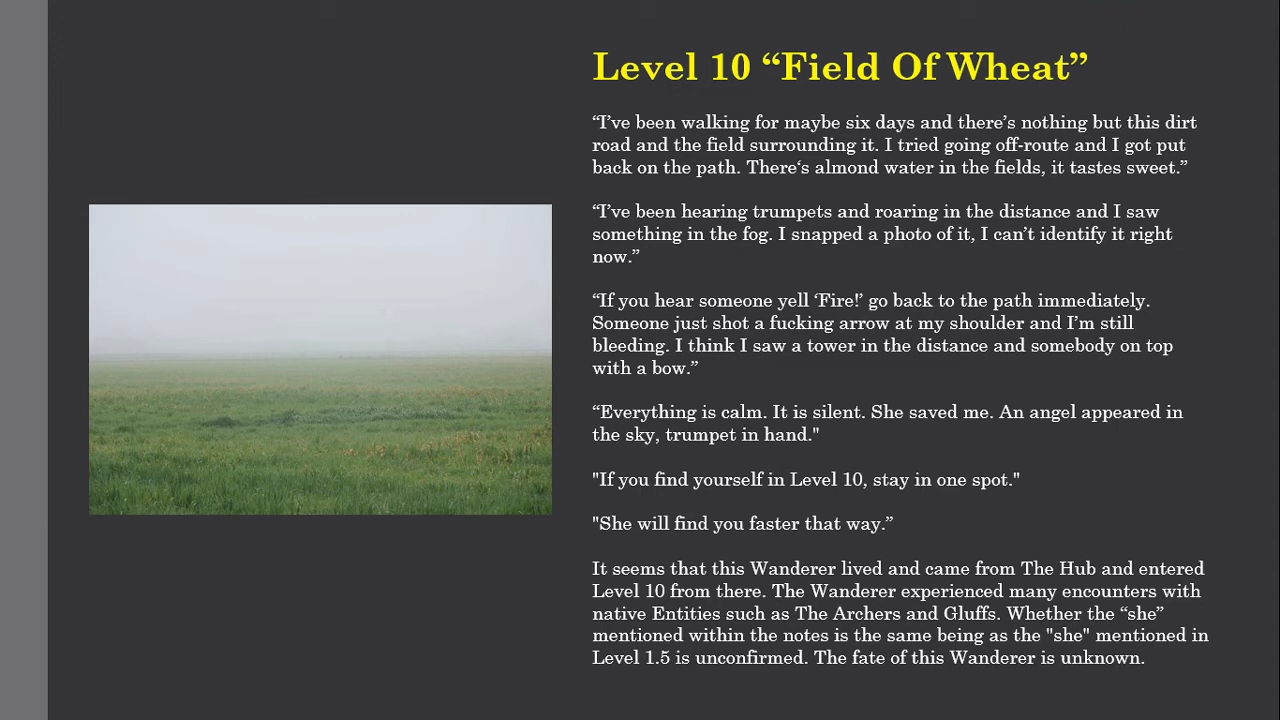 Level 10 “Field Of Wheat”
“I’ve been walking for maybe six days and there’s nothing but this dirt
road and the field surrounding it. I tried going off-route and I got put
back on the path. There‘s almond water in the fields, it tastes sweet.”
“I’ve been hearing trumpets and roaring in the distance and I saw
something in the fog. I snapped a photo of it, I can’t identify it right
now.”
“If you hear someone yell ‘Fire!’ go back to the path immediately.
Someone just shot a fucking arrow at my shoulder and I’m still
bleeding. I think I saw a tower in the distance and somebody on top
with a bow.”
“Everything is calm. It is silent. She saved me. An angel appeared in
the sky, trumpet in hand."
"If you find yourself in Level 10, stay in one spot."
"She will find you faster that way.”
It seems that this Wanderer lived and came from The Hub and entered
Level 10 from there. The Wanderer experienced many encounters with
native Entities such as The Archers and Gluffs. Whether the “she”
mentioned within the notes is the same being as the "she" mentioned in
Level 1.5 is unconfirmed. The fate of this Wanderer is unknown.